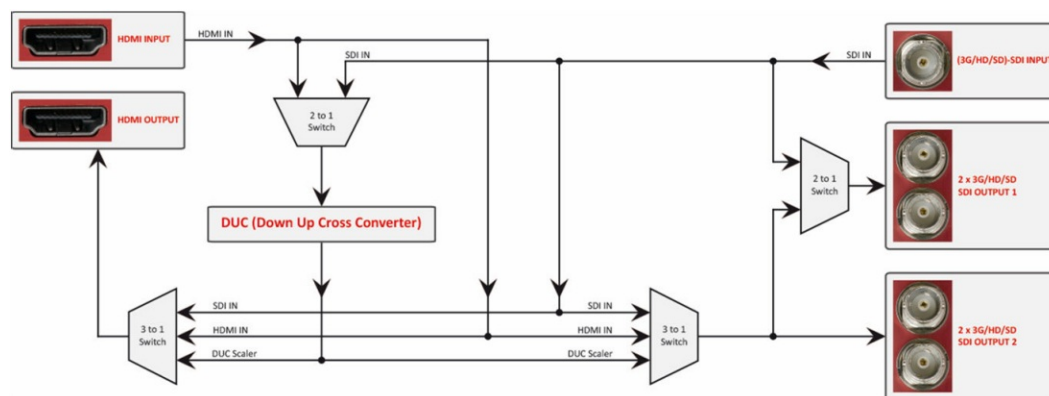 HDMI INPUT
HDMI IN
SDI IN
SDI IN
(3G/HD/SD)-SDI INPUT
HDMI OUTPUT
2 to 1
Switch
2 to 1
Switch
2 x 3G/HD/SD
SDI OUTPUT 1
DUC (Down Up Cross Converter)
SDI IN
SDI IN
3 to 1
Switch
HDMI IN
HDMI IN
3 to 1
Switch
DUC Scaler
DUC Scaler
2 x 3G/HD/SD
SDI OUTPUT 2